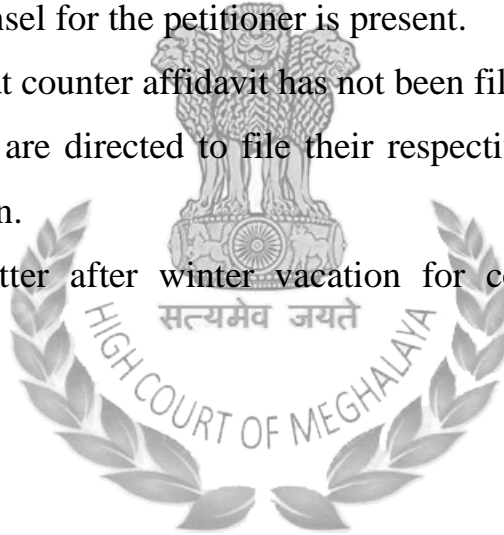 nsel for the petitioner is present.
at counter affidavit has not been fil
are directed to file their respecti
n.
tter after winter vacation for c
सत्यमेव जयते
HIGH COURT OF MEGHALAYA